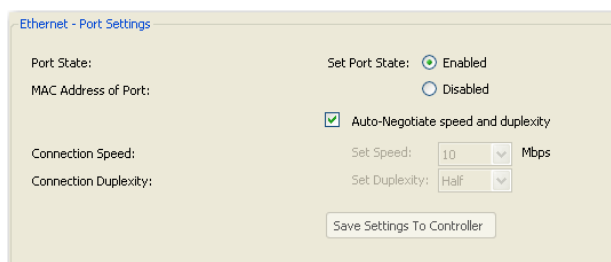 Ethernet - Port Settings
Port State: Set Port State: Enabled
MAC Address of Port: Disabled
Auto-Negotiate speed and duplexity
Connection Speed: Set Speed: 10 Mbps
Connection Duplexity: Set Duplexity: Half
Save Settings To Controller